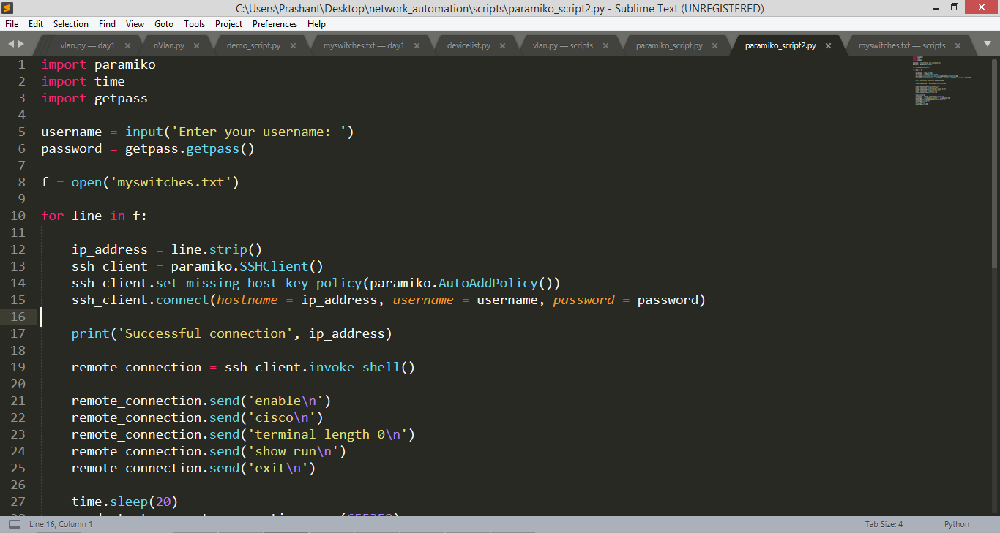 C:\Users\Prashant\Desktop\network_automation\scripts\paramiko_script2.py - Sublime Text (UNREGISTERED)
File Edit Selection Find View Goto Tools Project Preferences Help
vlan.py — day1 nVlan.py demo_script.py myswitches.txt — day1 devicelist.py vlan.py — scripts paramiko_script.py paramiko_script2.py myswitches.txt — scripts
1 import paramiko
2 import time
3 import getpass
4
5 username = input('Enter your username: ')
6 password = getpass.getpass()
7
8 f = open('myswitches.txt')
9
10 for line in f:
11
12 ip_address = line.strip()
13 ssh_client = paramiko.SSHClient()
14 ssh_client.set_missing_host_key_policy(paramiko.AutoAddPolicy())
15 ssh_client.connect(hostname = ip_address, username = username, password = password)
16
17 print('Successful connection', ip_address)
18
19 remote_connection = ssh_client.invoke_shell()
20
21 remote_connection.send('enable\n')
22 remote_connection.send('cisco\n')
23 remote_connection.send('terminal length 0\n')
24 remote_connection.send('show run\n')
25 remote_connection.send('exit\n')
26
27 time.sleep(20)
Line 16, Column 1 Tab Size: 4 Python